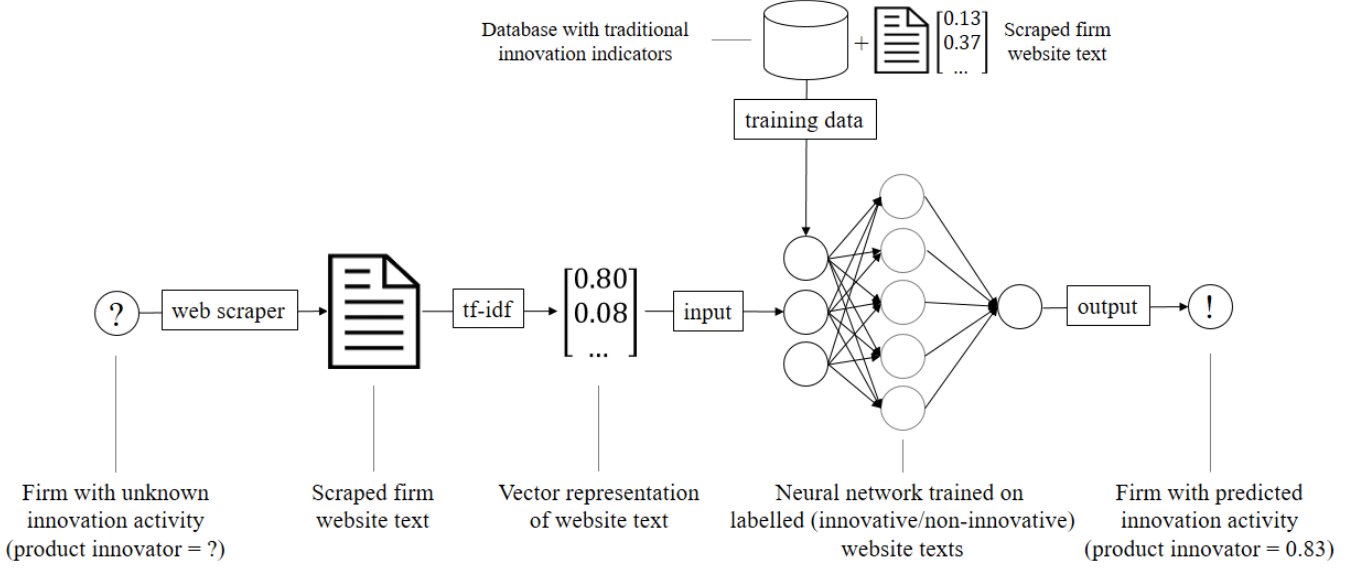 Database with traditional
innovation indicators
+
[0.13]
0.37
...
Scraped firm
website text
training data
?
web scraper
tf-idf
[0.80]
0.08
...
input
output
!
Firm with unknown
innovation activity
(product innovator = ?)
Scraped firm
website text
Vector representation
of website text
Neural network trained on
labelled (innovative/non-innovative)
website texts
Firm with predicted
innovation activity
(product innovator = 0.83)